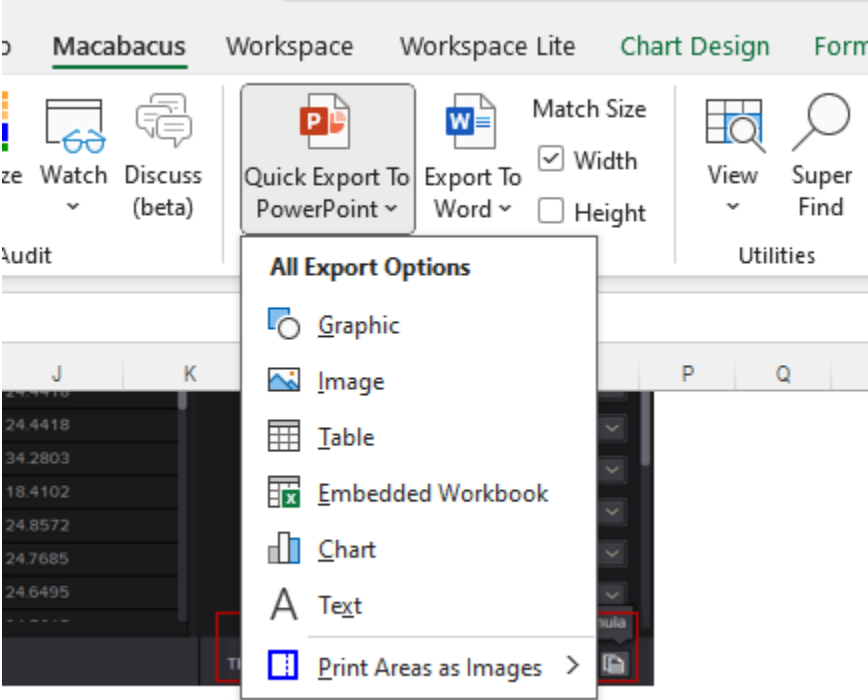 Macabacus Workspace Workspace Lite Chart Design
Match Size
Watch Discuss Quick Export To Export To Width View Super
(beta) PowerPoint Word Height Find
Utilities
All Export Options
Graphic
Image
Table
Embedded Workbook
Chart
Text
Print Areas as Images
J K P Q
24.4418
34.2803
18.4102
24.8572
24.7685
24.6495